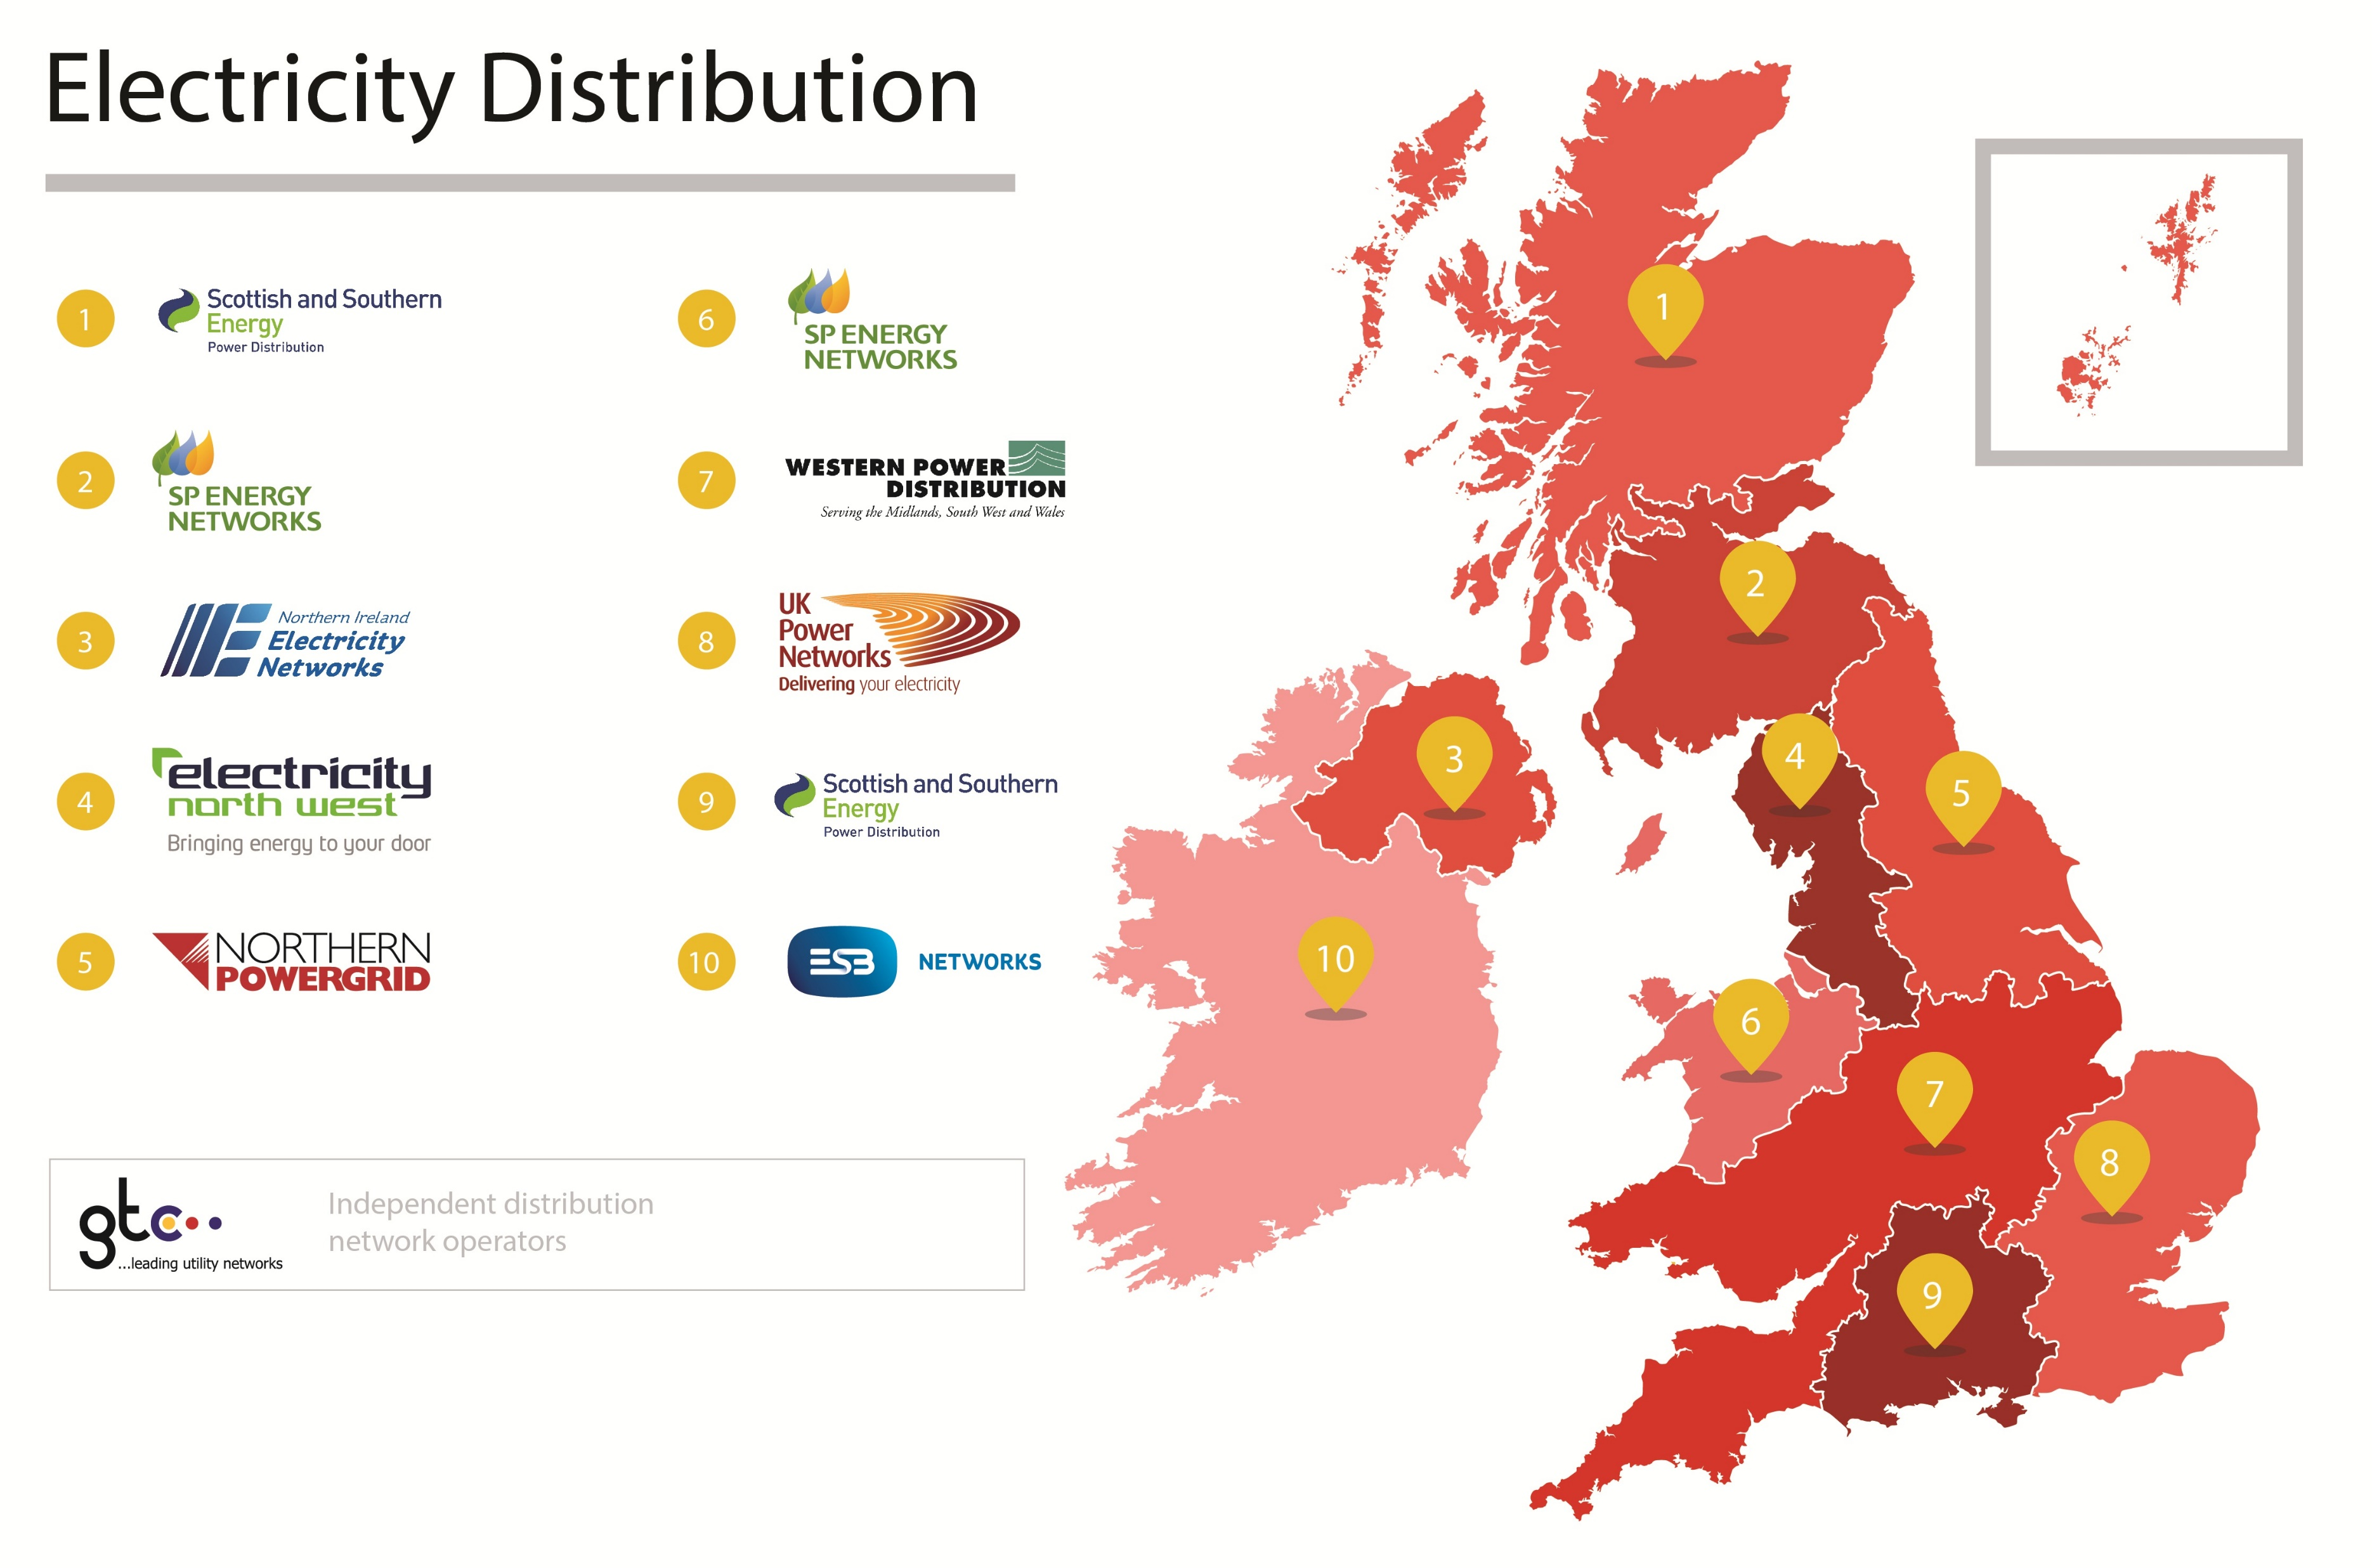 Electricity Distribution
1
Scottish and Southern
Energy
Power Distribution
2
SP ENERGY
NETWORKS
3
Northern Ireland
Electricity
Networks
4
electricity
north west
Bringing energy to your door
5
NORTHERN
POWERGRID
6
SP ENERGY
NETWORKS
7
WESTERN POWER
DISTRIBUTION
Serving the Midlands, South West and Wales
8
UK
Power
Networks
Delivering your electricity
9
Scottish and Southern
Energy
Power Distribution
10
ESB
NETWORKS
gtc
...leading utility networks
Independent distribution
network operators
1
2
3
4
5
6
7
8
9
10